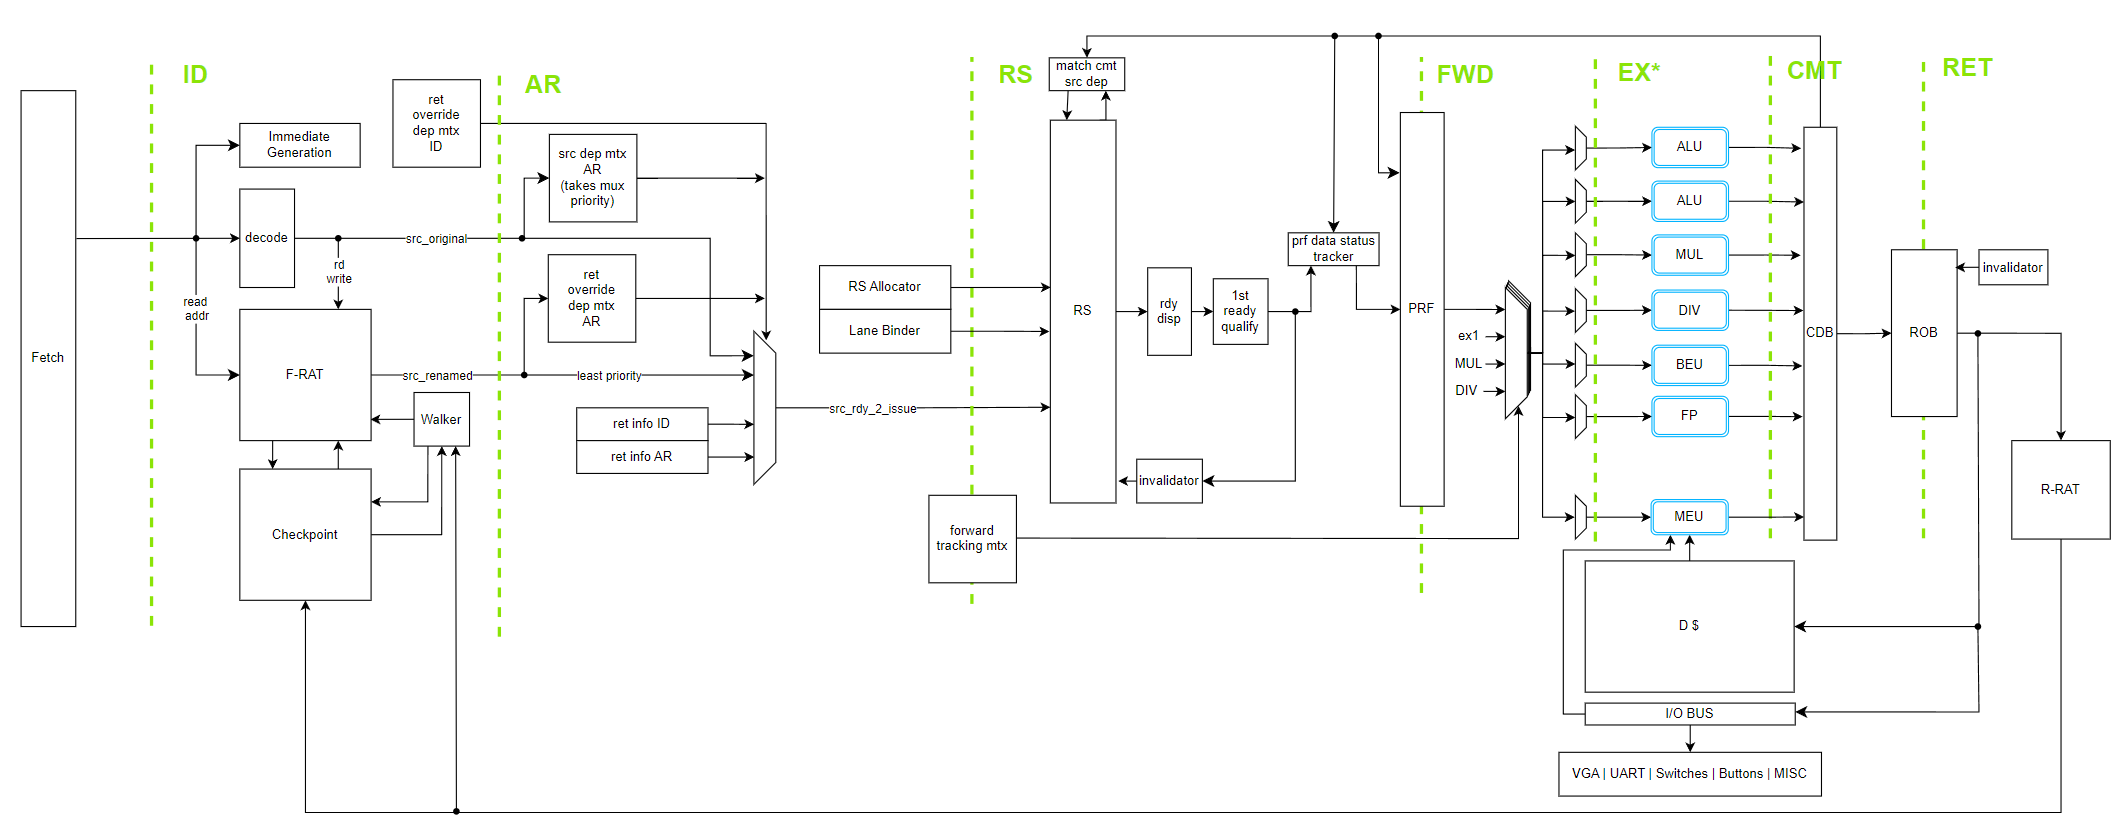 ID
AR
RS
FWD
EX*
CMT
RET
Fetch
Immediate
Generation
decode
rd
write
read
addr
F-RAT
Walker
Checkpoint
ret
override
dep mtx
ID
src_original
src_renamed
src dep mtx
AR
(takes mux
priority)
ret
override
dep mtx
AR
least priority
ret info ID
ret info AR
src_rdy_2_issue
RS Allocator
Lane Binder
forward
tracking mtx
match cmt
src dep
RS
rdy
disp
1st
ready
qualify
invalidator
prf data status
tracker
PRF
ex1
MUL
DIV
ALU
ALU
MUL
DIV
BEU
FP
MEU
CDB
ROB
invalidator
R-RAT
D $
I/O BUS
VGA | UART | Switches | Buttons | MISC